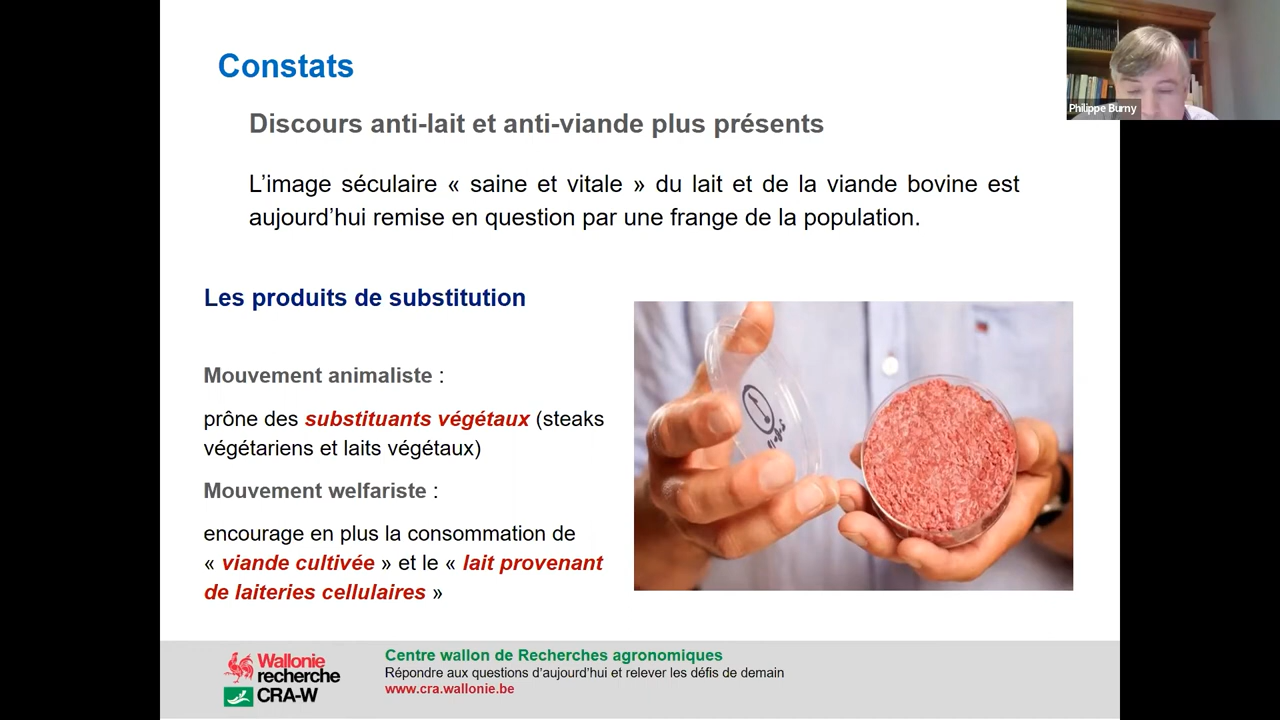 Constats
Discours anti-lait et anti-viande plus présents
L’image séculaire « saine et vitale » du lait et de la viande bovine est
aujourd’hui remise en question par une frange de la population.
Les produits de substitution
Mouvement animaliste :
prône des substituants végétaux (steaks
végétariens et laits végétaux)
Mouvement welfariste :
encourage en plus la consommation de
« viande cultivée » et le « lait provenant
de laiteries cellulaires »
Philippe Burny
Wallonie
recherche
CRA-W
Centre wallon de Recherches agronomiques
Répondre aux questions d’aujourd’hui et relever les défis de demain
www.cra.wallonie.be